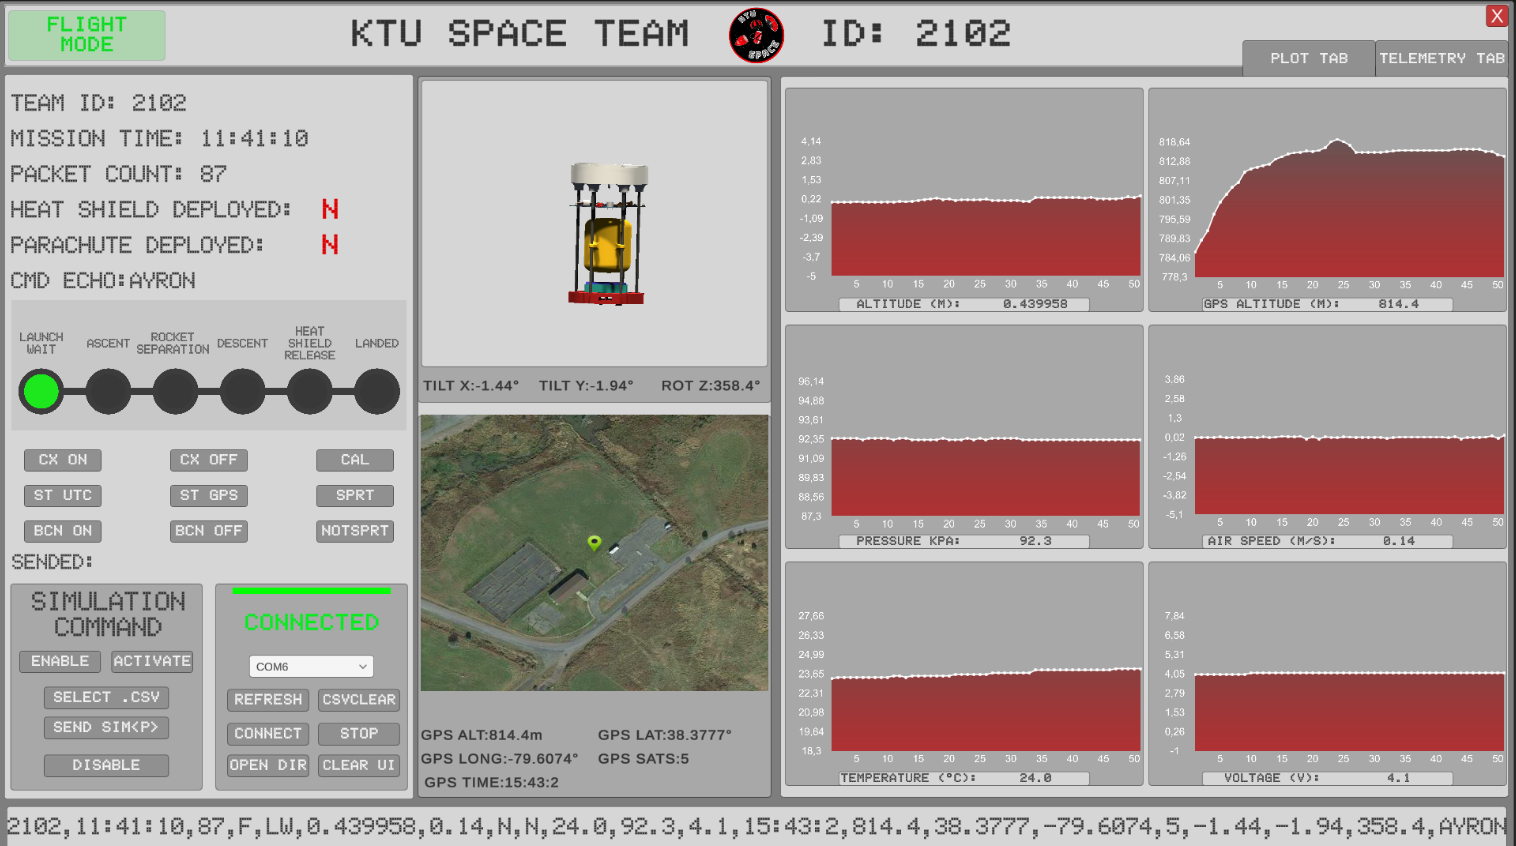 FLIGHT
MODE
KTU SPACE TEAM
KTU
SPACE
ID: 2102
X
PLOT TAB
TELEMETRY TAB
TEAM ID: 2102
MISSION TIME: 11:41:10
PACKET COUNT: 87
HEAT SHIELD DEPLOYED: N
PARACHUTE DEPLOYED: N
CMD ECHO:AYRON
LAUNCH
WAIT
ASCENT
ROCKET
SEPARATION
DESCENT
HEAT
SHIELD
RELEASE
LANDED
CX ON
CX OFF
CAL
ST UTC
ST GPS
SPRT
BCN ON
BCN OFF
NOTSPRT
SENDED:
SIMULATION
COMMAND
ENABLE
ACTIVATE
SELECT .CSV
SEND SIM<P>
DISABLE
CONNECTED
COM6
REFRESH
CSVCLEAR
CONNECT
STOP
OPEN DIR
CLEAR UI
TILT X:-1.44° TILT Y:-1.94° ROT Z:358.4°
GPS ALT:814.4m GPS LAT:38.3777°
GPS LONG:-79.6074° GPS SATS:5
GPS TIME:15:43:2
4,14
2,83
1,53
0,22
-1,09
-2,39
-3,7
-5
5 10 15 20 25 30 35 40 45 50
ALTITUDE (M): 0.439958
818,64
812,88
807,11
801,35
795,59
789,83
784,06
778,3
5 10 15 20 25 30 35 40 45 50
GPS ALTITUDE (M): 814.4
96,14
94,88
93,61
92,35
91,09
89,83
88,56
87,3
5 10 15 20 25 30 35 40 45 50
PRESSURE KPA: 92.3
3,86
2,58
1,3
0,02
-1,26
-2,54
-3,82
-5,1
5 10 15 20 25 30 35 40 45 50
AIR SPEED (M/S): 0.14
27,66
26,33
24,99
23,65
22,31
20,98
19,64
18,3
5 10 15 20 25 30 35 40 45 50
TEMPERATURE (°C): 24.0
7,84
6,58
5,31
4,05
2,79
1,53
0,26
-1
5 10 15 20 25 30 35 40 45 50
VOLTAGE (V): 4.1
2102,11:41:10,87,F,LW,0.439958,0.14,N,N,24.0,92.3,4.1,15:43:2,814.4,38.3777,-79.6074,5,-1.44,-1.94,358.4,AYRON